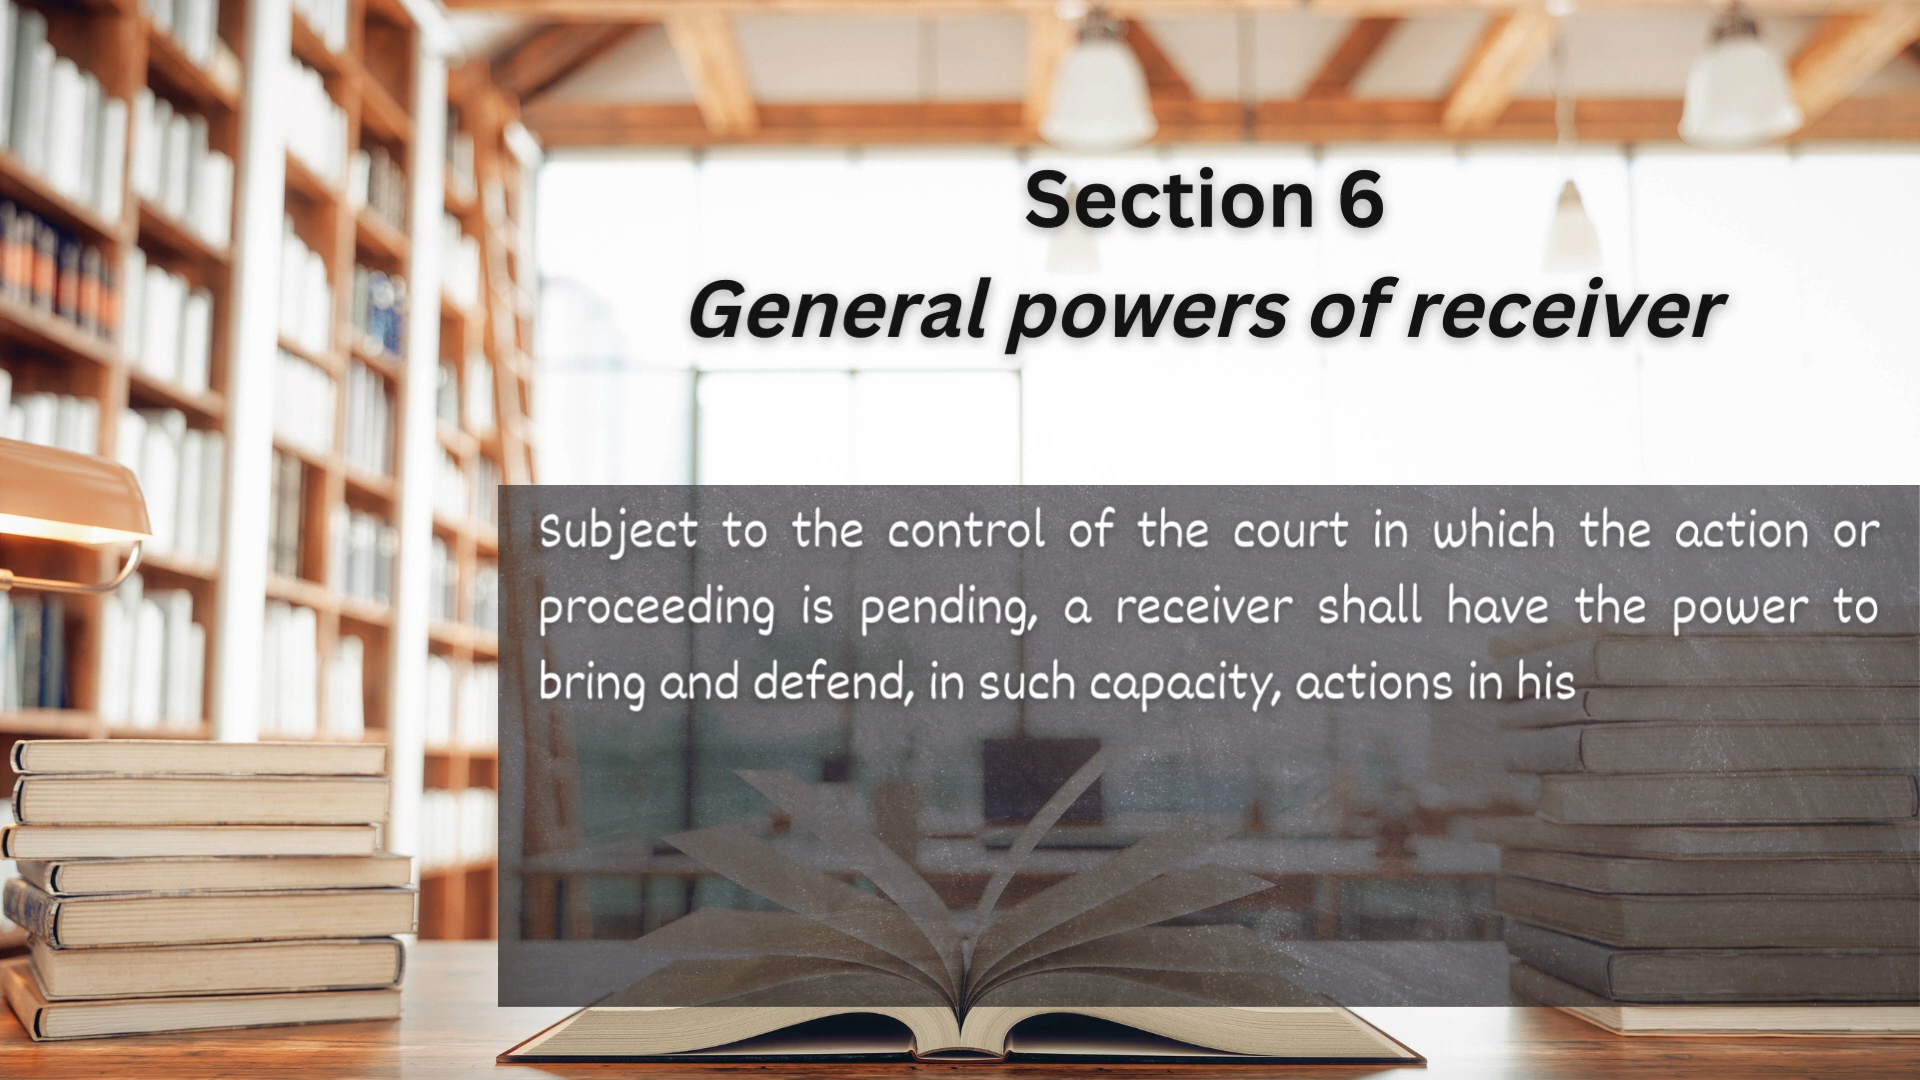 Section 6
General powers of receiver
Subject to the control of the court in which the action or
proceeding is pending, a receiver shall have the power to
bring and defend, in such capacity, actions in his